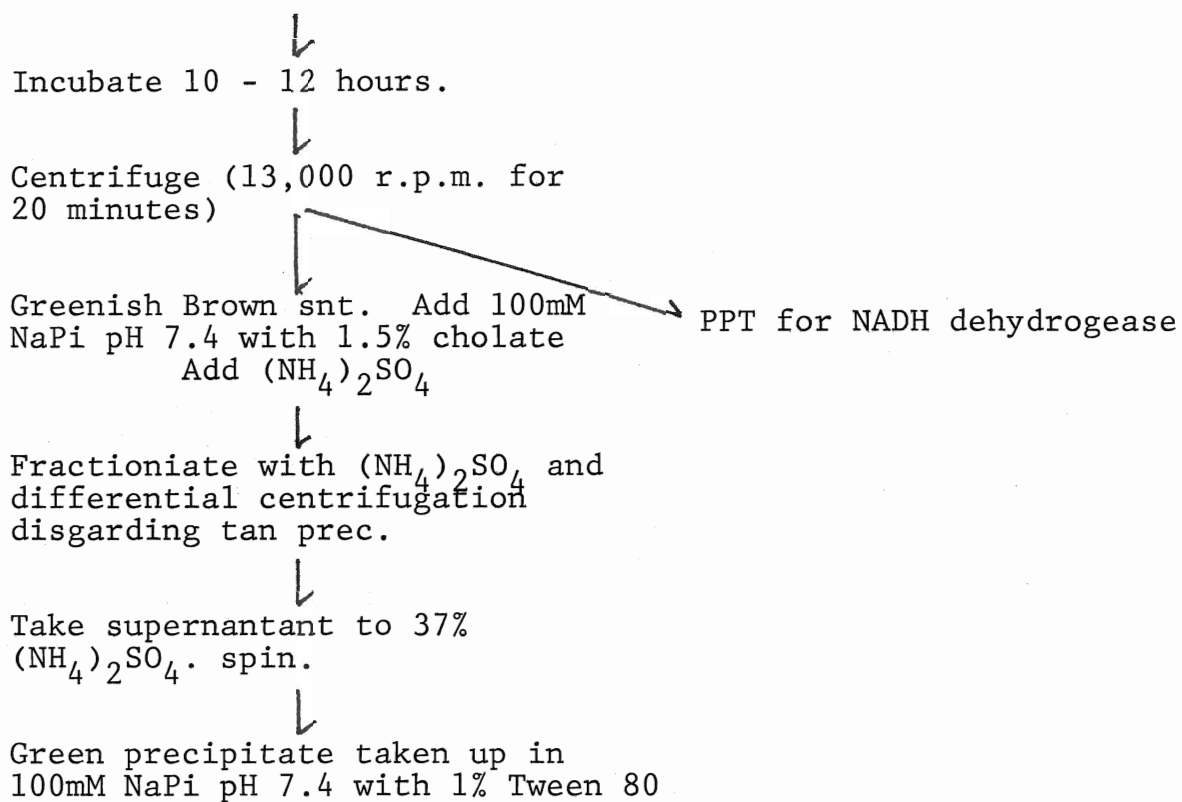 Incubate 10 - 12 hours.
Centrifuge (13,000 r.p.m. for
20 minutes)
Greenish Brown snt. Add 100mM
NaPi pH 7.4 with 1.5% cholate
Add (NH4)2SO4
PPT for NADH dehydrogease
Fractioniate with (NH4)2SO4 and
differential centrifugation
disgarding tan prec.
Take supernantant to 37%
(NH4)2SO4. spin.
Green precipitate taken up in
100mM NaPi pH 7.4 with 1% Tween 80